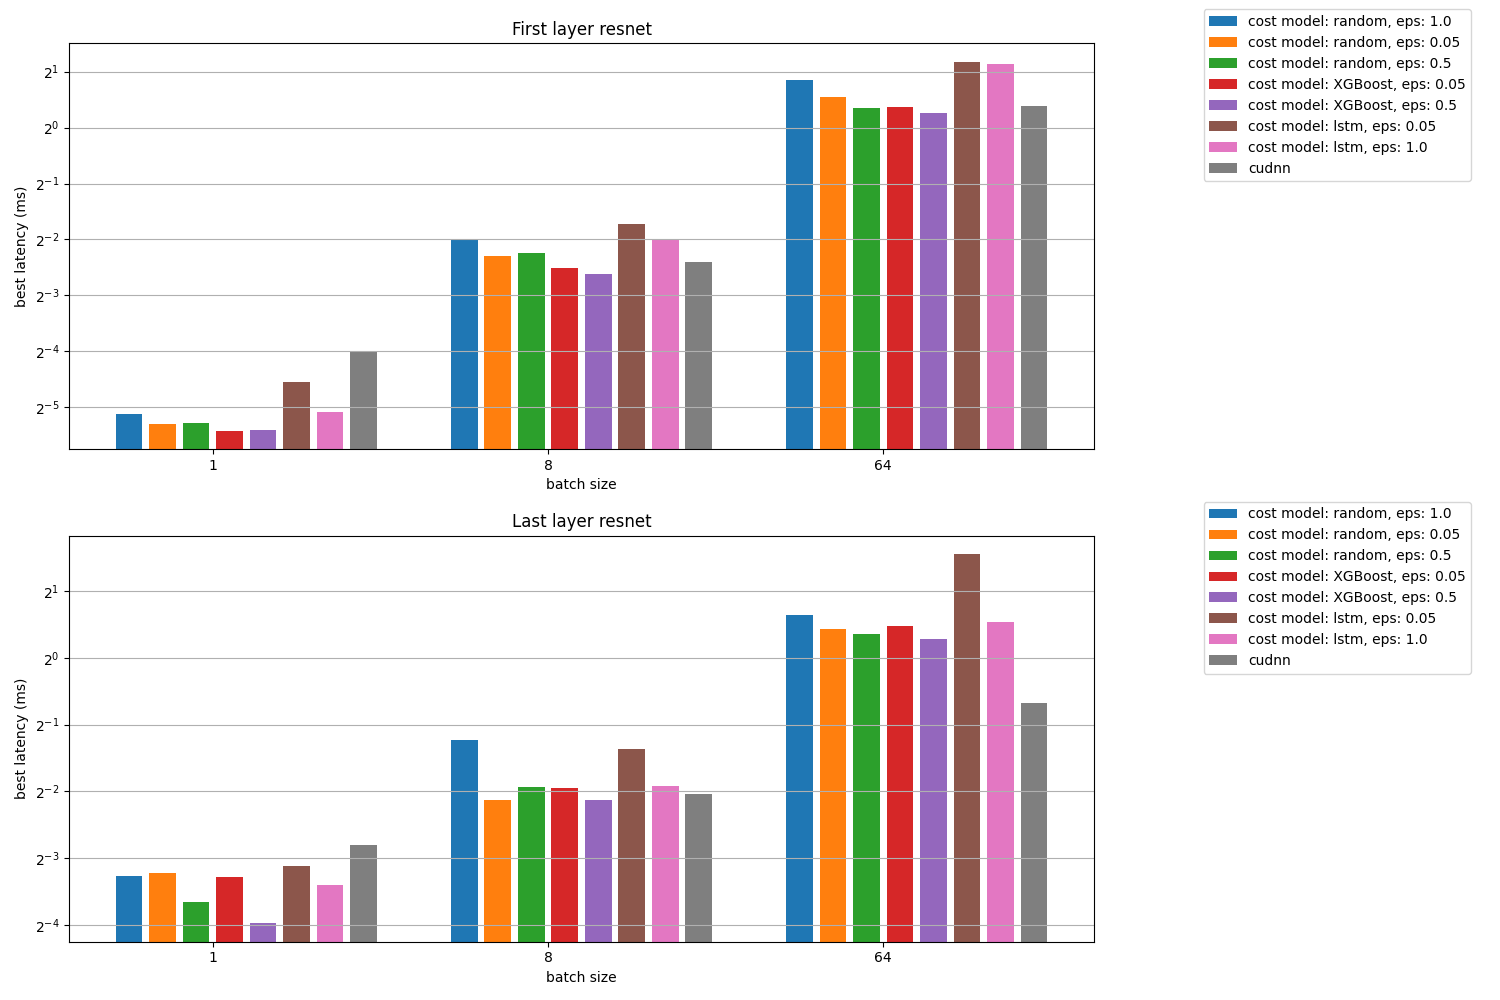 First layer resnet
best latency (ms)
2^1
2^0
2^-1
2^-2
2^-3
2^-4
2^-5
1
8
64
batch size
cost model: random, eps: 1.0
cost model: random, eps: 0.05
cost model: random, eps: 0.5
cost model: XGBoost, eps: 0.05
cost model: XGBoost, eps: 0.5
cost model: lstm, eps: 0.05
cost model: lstm, eps: 1.0
cudnn
Last layer resnet
best latency (ms)
2^1
2^0
2^-1
2^-2
2^-3
2^-4
1
8
64
batch size
cost model: random, eps: 1.0
cost model: random, eps: 0.05
cost model: random, eps: 0.5
cost model: XGBoost, eps: 0.05
cost model: XGBoost, eps: 0.5
cost model: lstm, eps: 0.05
cost model: lstm, eps: 1.0
cudnn